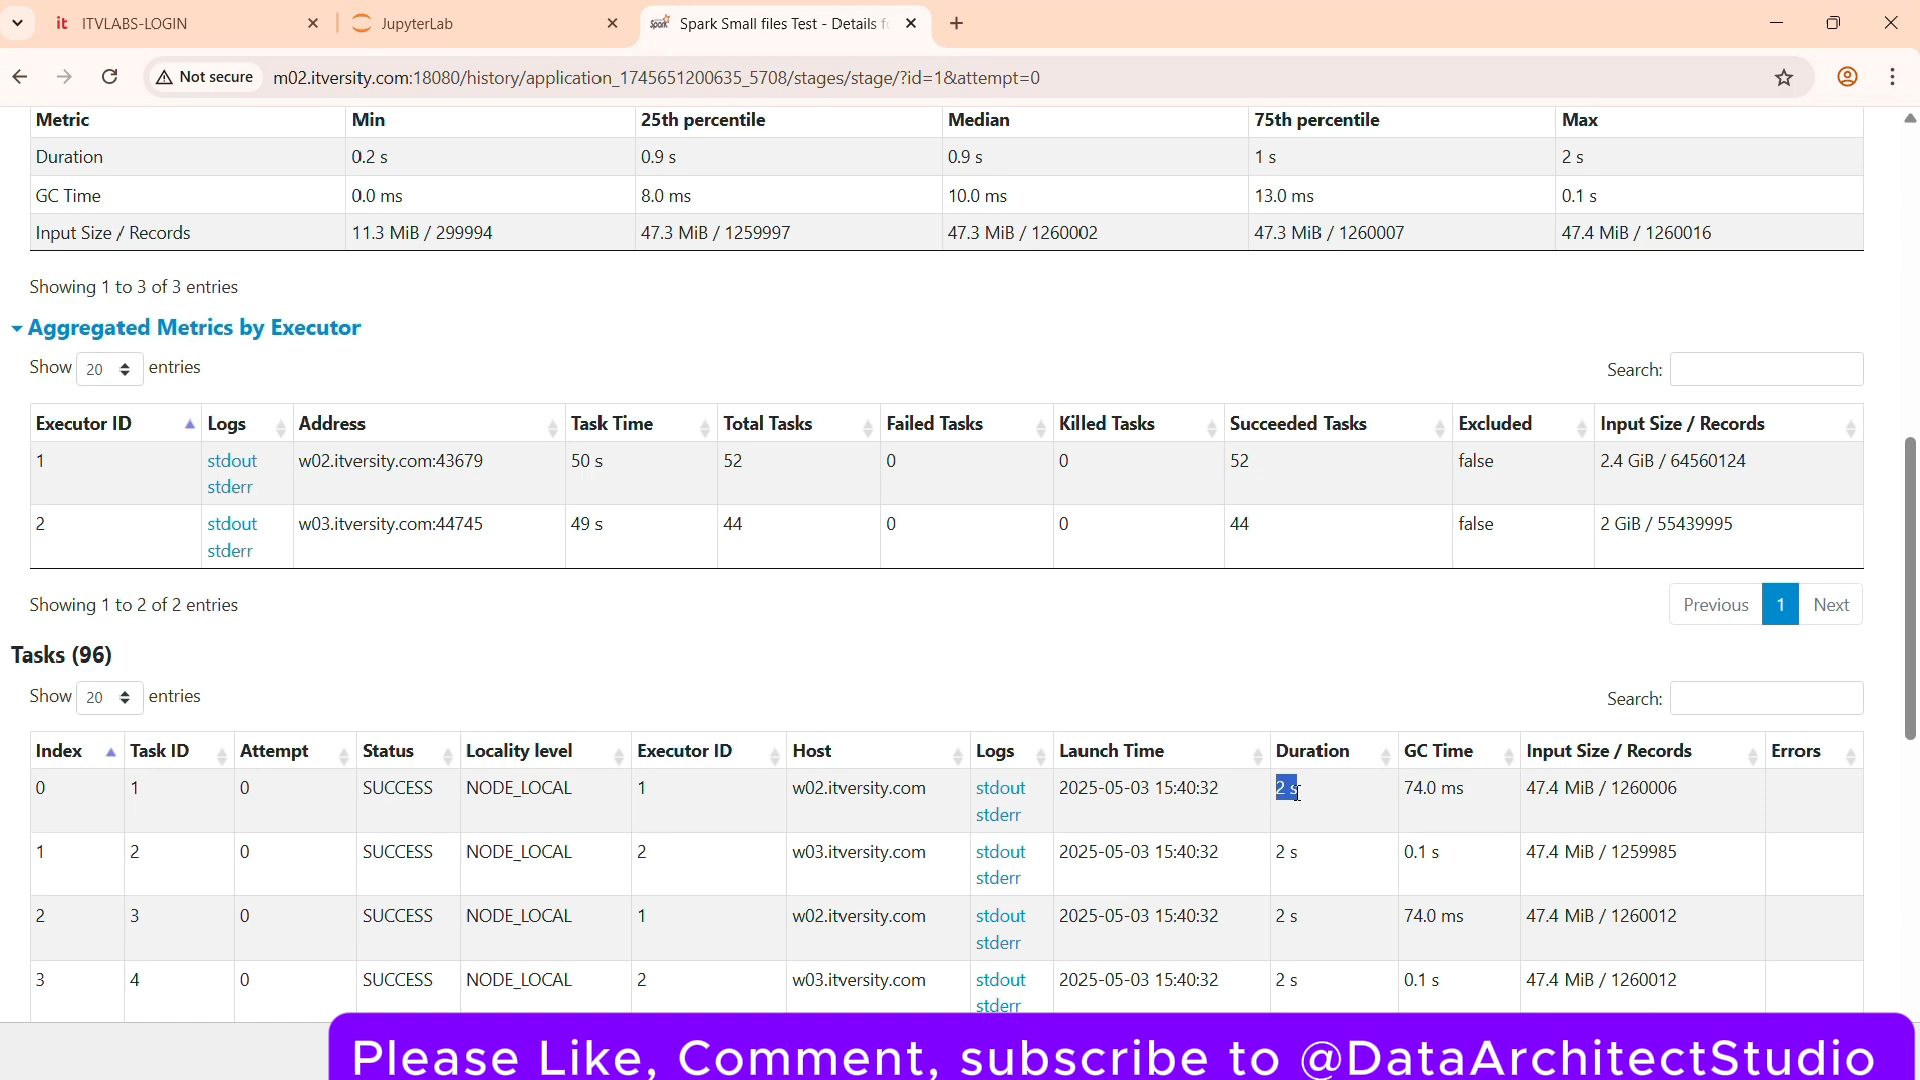 ITVLABS-LOGIN
JupyterLab
Spark Small files Test - Details fo
Not secure
m02.itversity.com:18080/history/application_1745651200635_5708/stages/stage/?id=1&attempt=0
Metric Min 25th percentile Median 75th percentile Max
Duration 0.2 s 0.9 s 0.9 s 1 s 2 s
GC Time 0.0 ms 8.0 ms 10.0 ms 13.0 ms 0.1 s
Input Size / Records 11.3 MiB / 299994 47.3 MiB / 1259997 47.3 MiB / 1260002 47.3 MiB / 1260007 47.4 MiB / 1260016
Showing 1 to 3 of 3 entries
Aggregated Metrics by Executor
Show 20 entries Search:
Executor ID Logs Address Task Time Total Tasks Failed Tasks Killed Tasks Succeeded Tasks Excluded Input Size / Records
1 stdout w02.itversity.com:43679 50 s 52 0 0 52 false 2.4 GiB / 64560124
stderr
2 stdout w03.itversity.com:44745 49 s 44 0 0 44 false 2 GiB / 55439995
stderr
Showing 1 to 2 of 2 entries Previous 1 Next
Tasks (96)
Show 20 entries Search:
Index Task ID Attempt Status Locality level Executor ID Host Logs Launch Time Duration GC Time Input Size / Records Errors
0 1 0 SUCCESS NODE_LOCAL 1 w02.itversity.com stdout 2025-05-03 15:40:32 2 s 74.0 ms 47.4 MiB / 1260006
stderr
1 2 0 SUCCESS NODE_LOCAL 2 w03.itversity.com stdout 2025-05-03 15:40:32 2 s 0.1 s 47.4 MiB / 1259985
stderr
2 3 0 SUCCESS NODE_LOCAL 1 w02.itversity.com stdout 2025-05-03 15:40:32 2 s 74.0 ms 47.4 MiB / 1260012
stderr
3 4 0 SUCCESS NODE_LOCAL 2 w03.itversity.com stdout 2025-05-03 15:40:32 2 s 0.1 s 47.4 MiB / 1260012
stderr
Please Like, Comment, subscribe to @DataArchitectStudio